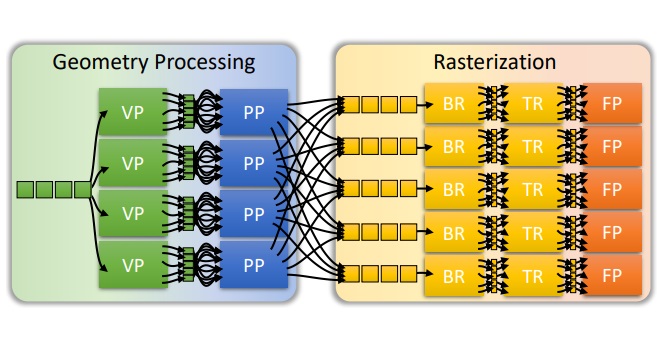 Geometry Processing
VP
PP
VP
PP
VP
PP
VP
PP
Rasterization
BR TR FP
BR TR FP
BR TR FP
BR TR FP
BR TR FP